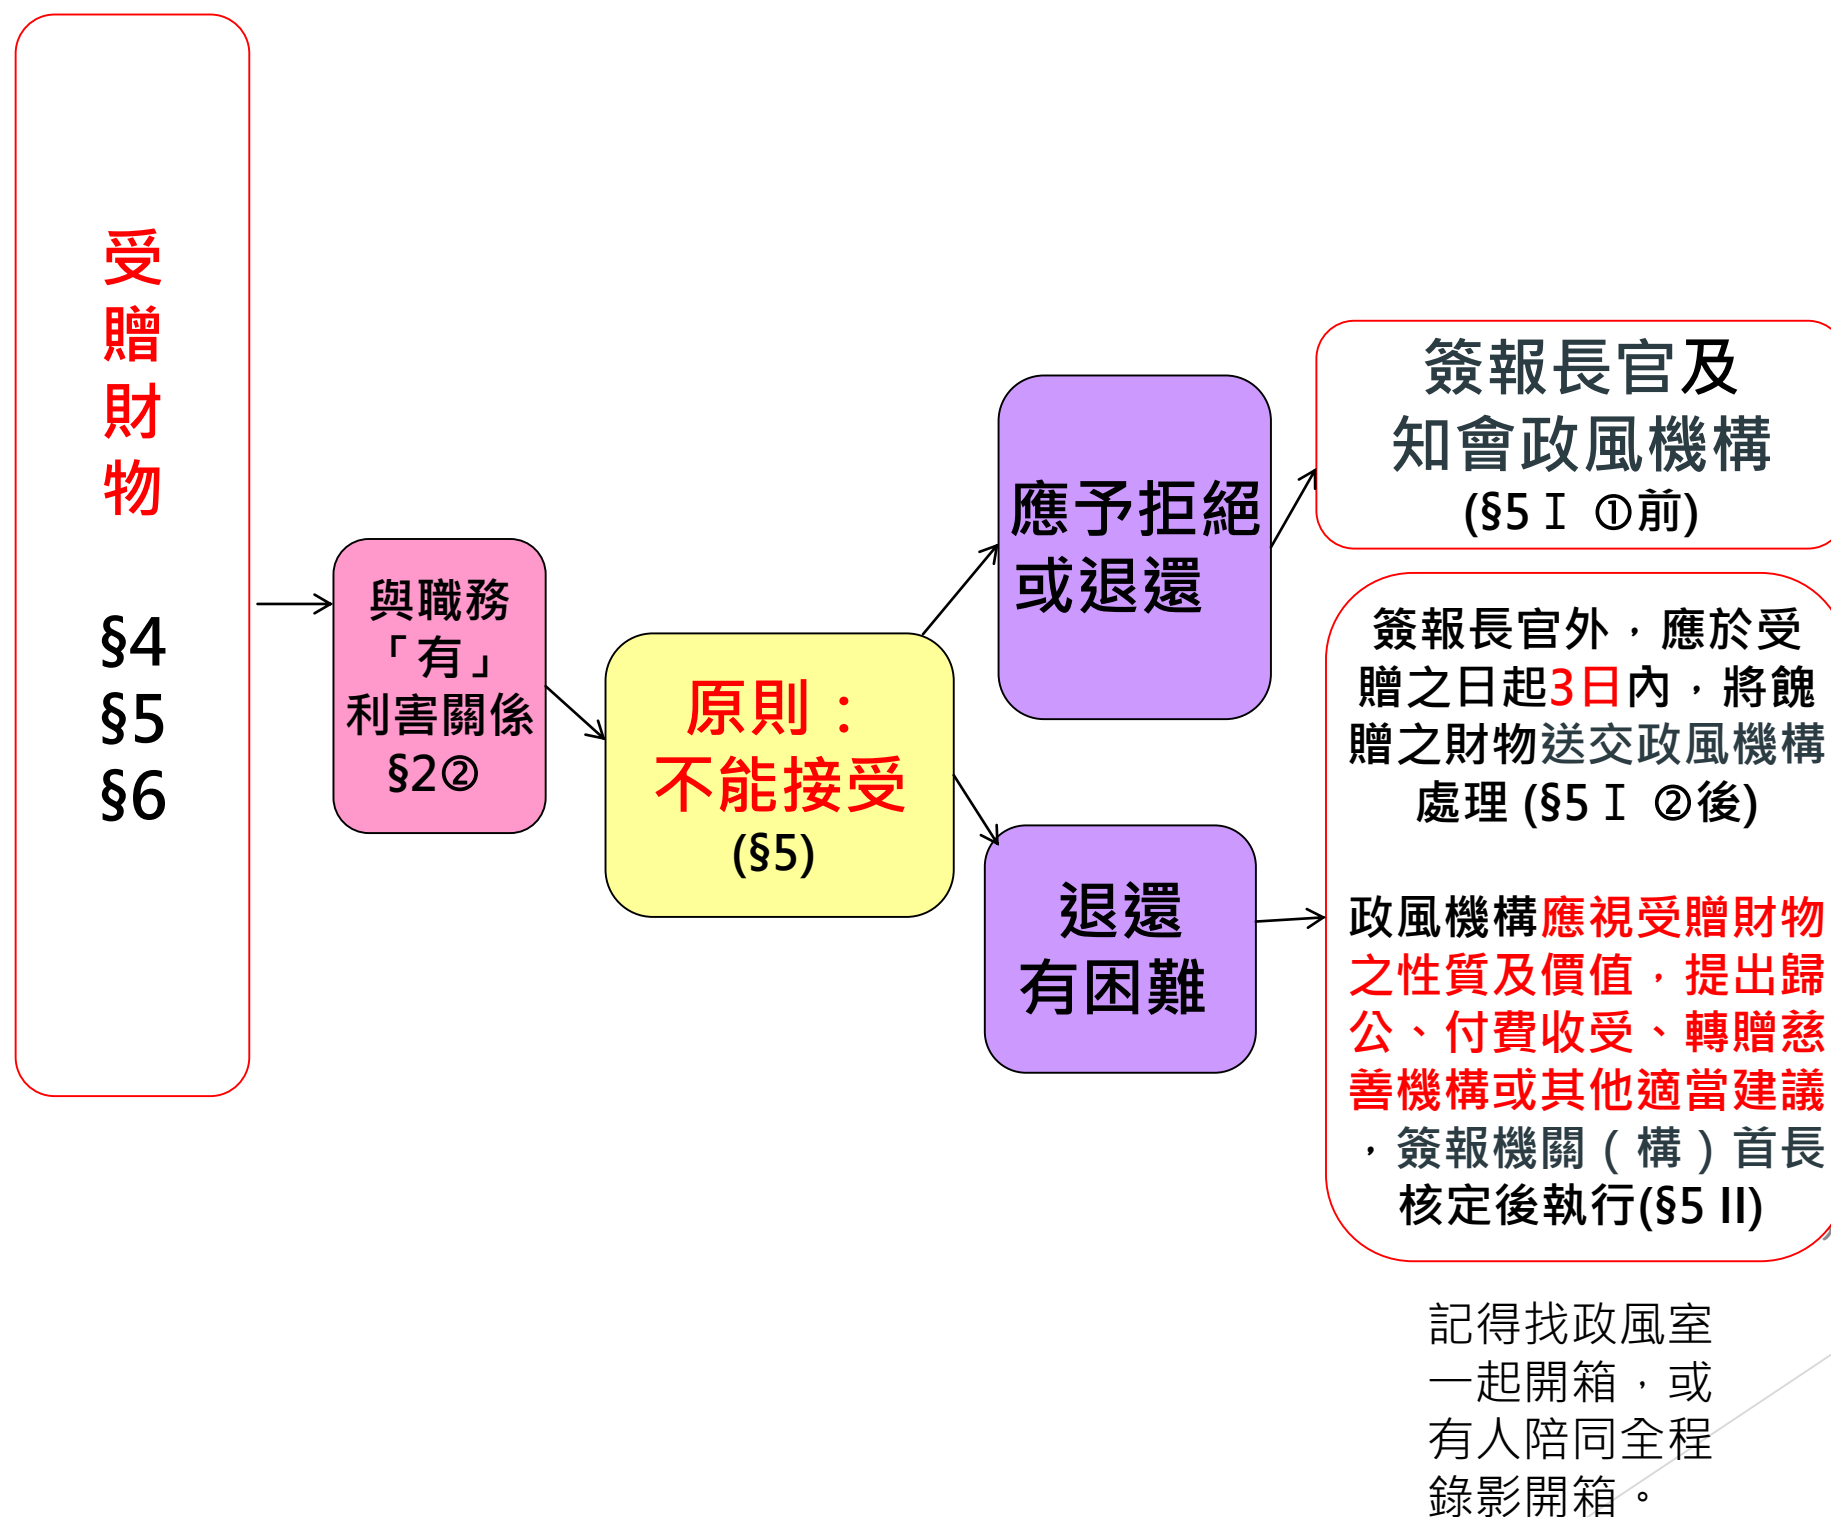 受
贈
財
物
§4
§5
§6
與職務
「有」
利害關係
§2②
原則：
不能接受
(§5)
應予拒絕
或退還
退還
有困難
簽報長官及
知會政風機構
(§5Ⅰ ①前)
簽報長官外，應於受
贈之日起3日內，將餽
贈之財物送交政風機構
處理 (§5Ⅰ ②後)
政風機構應視受贈財物
之性質及價值，提出歸
公、付費收受、轉贈慈
善機構或其他適當建議
，簽報機關（構）首長
核定後執行(§5 II)
記得找政風室
一起開箱，或
有人陪同全程
錄影開箱。